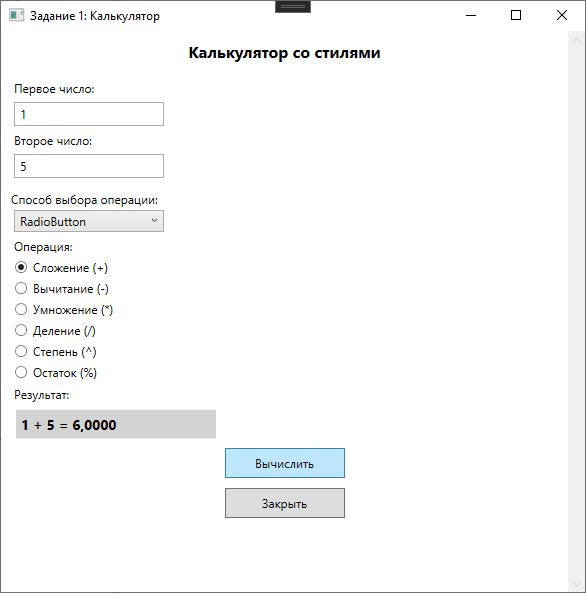 Задание 1: Калькулятор
Калькулятор со стилями
Первое число:
1
Второе число:
5
Способ выбора операции:
RadioButton
Операция:
Сложение (+)
Вычитание (-)
Умножение (*)
Деление (/)
Степень (^)
Остаток (%)
Результат:
1 + 5 = 6,0000
Вычислить
Закрыть